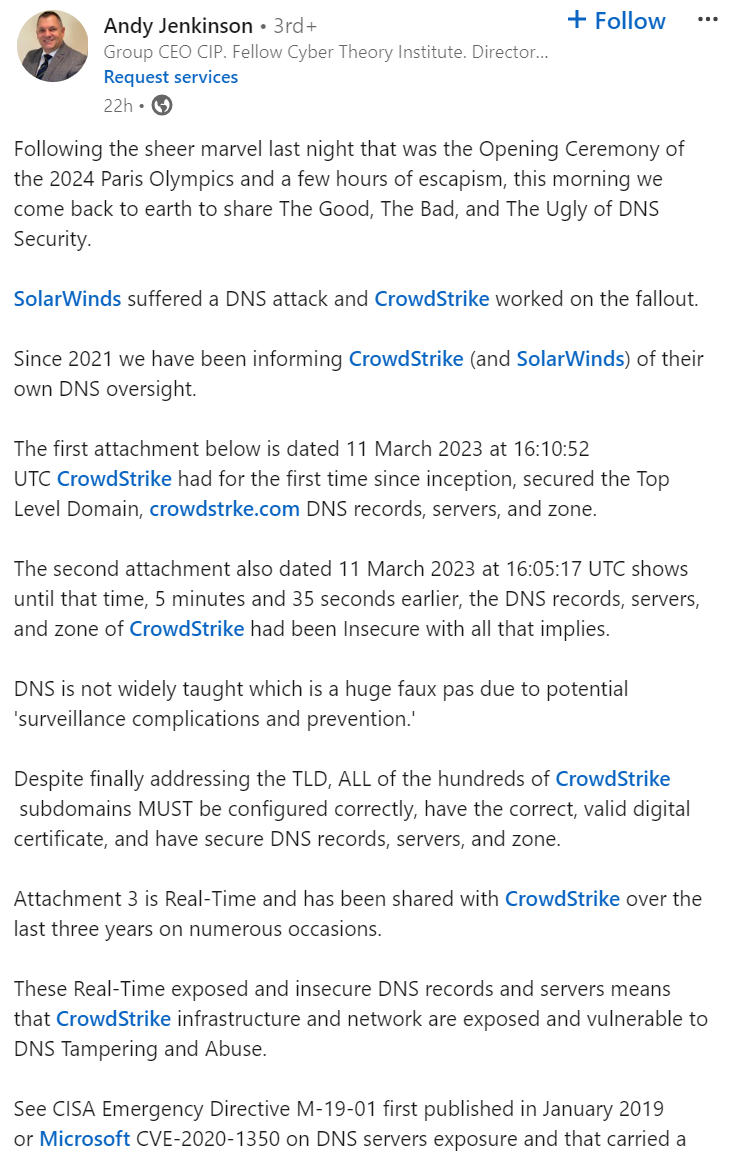 Andy Jenkinson • 3rd+
+ Follow
...
Group CEO CIP. Fellow Cyber Theory Institute. Director...
Request services
22h •
Following the sheer marvel last night that was the Opening Ceremony of
the 2024 Paris Olympics and a few hours of escapism, this morning we
come back to earth to share The Good, The Bad, and The Ugly of DNS
Security.
SolarWinds suffered a DNS attack and CrowdStrike worked on the fallout.
Since 2021 we have been informing CrowdStrike (and SolarWinds) of their
own DNS oversight.
The first attachment below is dated 11 March 2023 at 16:10:52
UTC CrowdStrike had for the first time since inception, secured the Top
Level Domain, crowdstrke.com DNS records, servers, and zone.
The second attachment also dated 11 March 2023 at 16:05:17 UTC shows
until that time, 5 minutes and 35 seconds earlier, the DNS records, servers,
and zone of CrowdStrike had been Insecure with all that implies.
DNS is not widely taught which is a huge faux pas due to potential
'surveillance complications and prevention.'
Despite finally addressing the TLD, ALL of the hundreds of CrowdStrike
subdomains MUST be configured correctly, have the correct, valid digital
certificate, and have secure DNS records, servers, and zone.
Attachment 3 is Real-Time and has been shared with CrowdStrike over the
last three years on numerous occasions.
These Real-Time exposed and insecure DNS records and servers means
that CrowdStrike infrastructure and network are exposed and vulnerable to
DNS Tampering and Abuse.
See CISA Emergency Directive M-19-01 first published in January 2019
or Microsoft CVE-2020-1350 on DNS servers exposure and that carried a